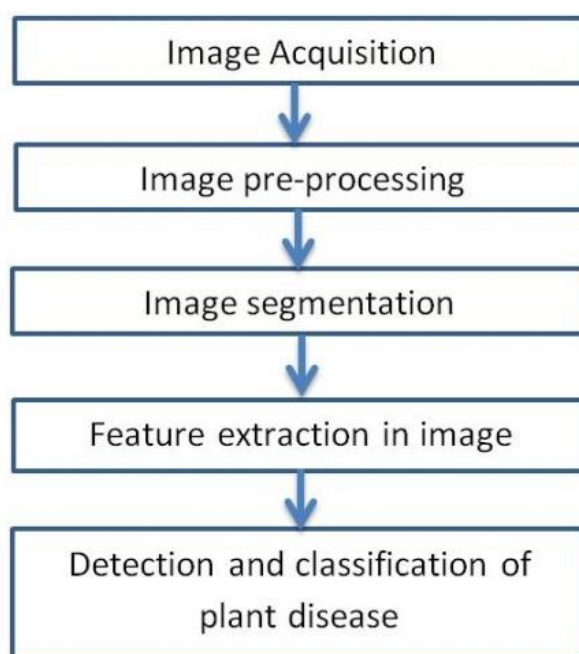 Image Acquisition
Image pre-processing
Image segmentation
Feature extraction in image
Detection and classification of
plant disease